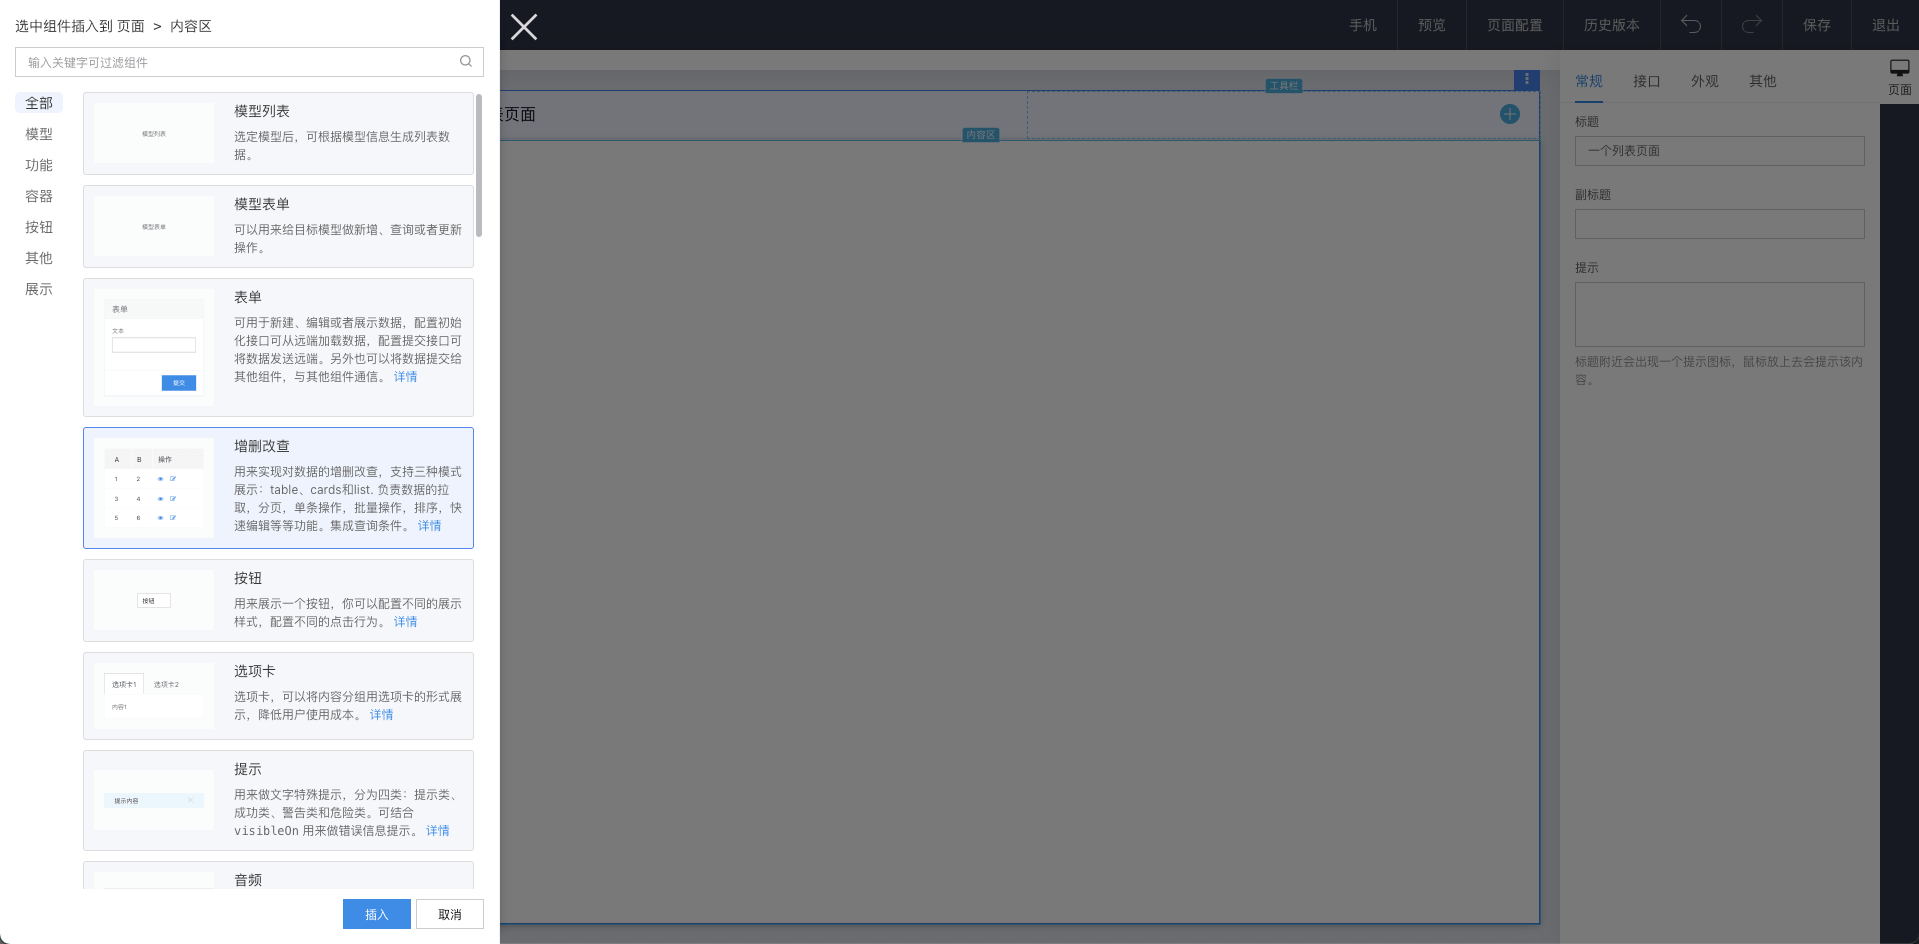 选中组件插入到 页面 > 内容区
输入关键字可过滤组件
全部
模型
功能
容器
按钮
其他
展示
模型列表
模型列表
选定模型后，可根据模型信息生成列表数
据。
模型表单
模型表单
可以用来给目标模型做新增、查询或者更新
操作。
表单
文本
提交
表单
可用于新建、编辑或者展示数据，配置初始
化接口可从远端加载数据，配置提交接口可
将数据发送远端。另外也可以将数据提交给
其他组件，与其他组件通信。 详情
A B 操作
1 2
3 4
5 6
增删改查
用来实现对数据的增删改查，支持三种模式
展示：table、cards和list. 负责数据的拉
取，分页，单条操作，批量操作，排序，快
速编辑等等功能。集成查询条件。 详情
按钮
按钮
用来展示一个按钮，你可以配置不同的展示
样式，配置不同的点击行为。 详情
选项卡1 选项卡2
内容1
选项卡
选项卡，可以将内容分组用选项卡的形式展
示，降低用户使用成本。 详情
提示内容
提示
用来做文字特殊提示，分为四类：提示类、
成功类、警告类和危险类。可结合
visibleOn 用来做错误信息提示。 详情
音频
插入 取消
手机 预览 页面配置 历史版本 保存 退出
工具栏
页面
内容区
常规 接口 外观 其他
页面
标题
一个列表页面
副标题
提示
标题附近会出现一个提示图标，鼠标放上去会提示该内
容。